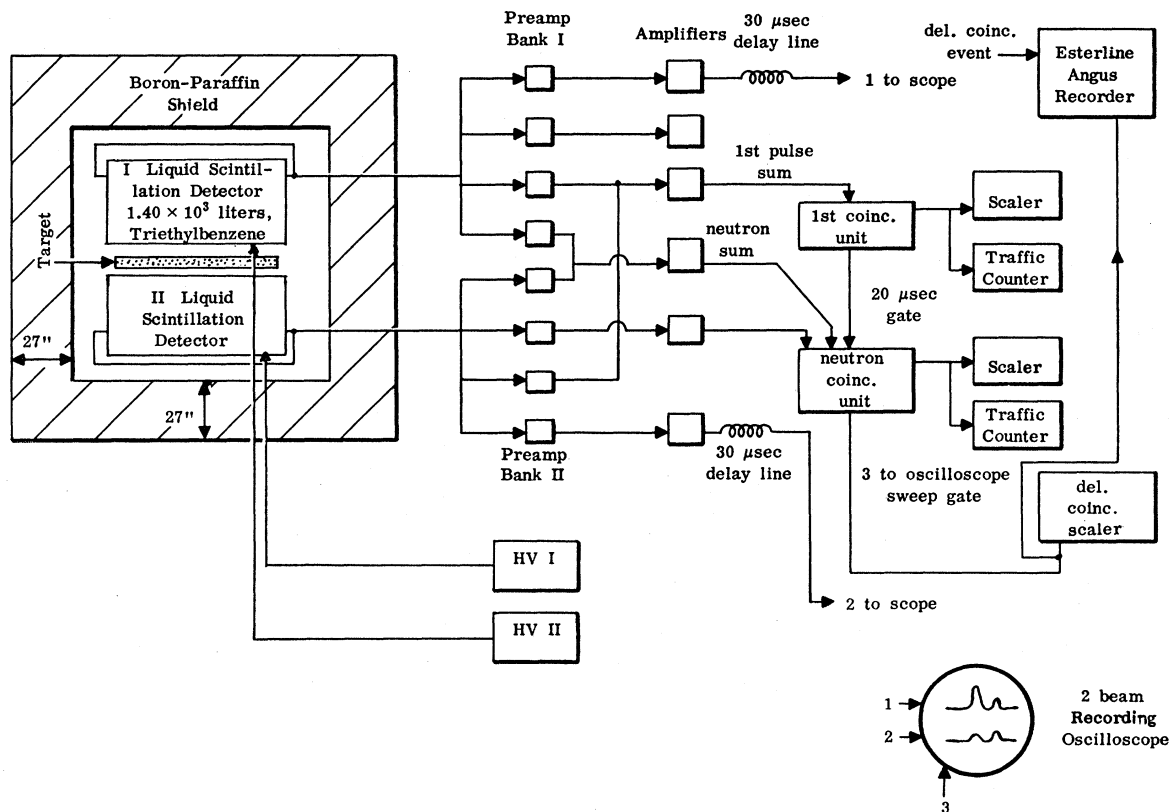 Preamp
Bank I
Amplifiers
30 μsec
delay line
1 to scope
del. coinc.
event
Esterline
Angus
Recorder
Boron-Paraffin
Shield
I Liquid Scintil-
lation Detector
1.40 × 10³ liters,
Triethylbenzene
Target
II Liquid
Scintillation
Detector
27"
27"
1st pulse
sum
1st coinc.
unit
Scaler
Traffic
Counter
neutron
sum
20 μsec
gate
neutron
coinc.
unit
Scaler
Traffic
Counter
Preamp
Bank II
30 μsec
delay line
3 to oscilloscope
sweep gate
del.
coinc.
scaler
HV I
HV II
2 to scope
1
2
3
2 beam
Recording
Oscilloscope